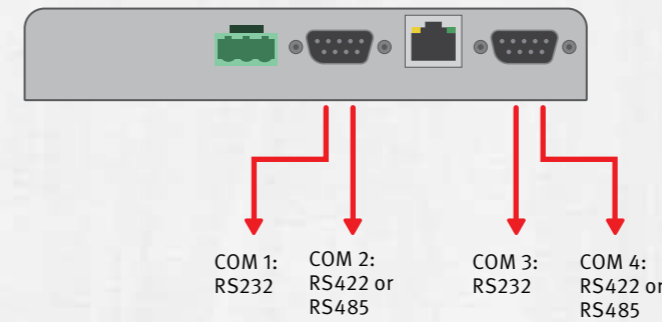 COM 1:
RS232
COM 2:
RS422 or
RS485
COM 3:
RS232
COM 4:
RS422 or
RS485